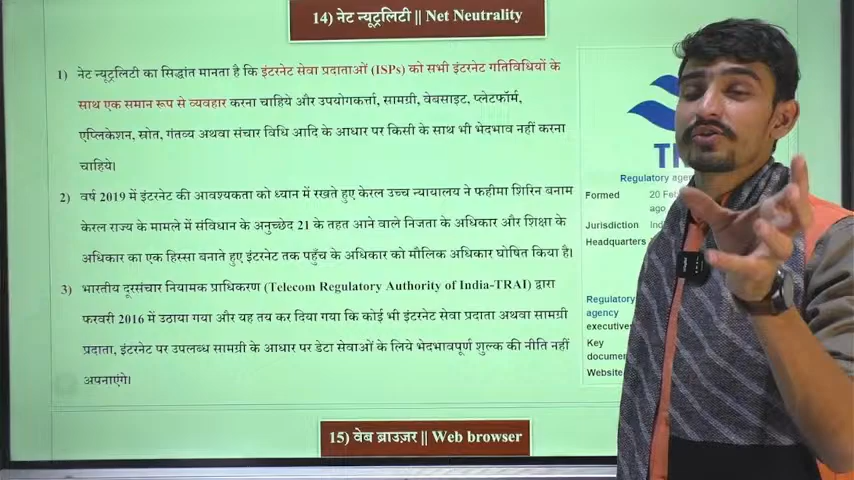 14) नेट न्यूट्रलिटी || Net Neutrality
1) नेट न्यूट्रलिटी का सिद्धांत मानता है कि इंटरनेट सेवा प्रदाताओं (ISPs) को सभी इंटरनेट गतिविधियों के
साथ एक समान रूप से व्यवहार करना चाहिये और उपयोगकर्त्ता, सामग्री, वेबसाइट, प्लेटफॉर्म,
एप्लिकेशन, स्रोत, गंतव्य अथवा संचार विधि आदि के आधार पर किसी के साथ भी भेदभाव नहीं करना
चाहिये।
2) वर्ष 2019 में इंटरनेट की आवश्यकता को ध्यान में रखते हुए केरल उच्च न्यायालय ने फहीमा शिरिन बनाम
केरल राज्य के मामले में संविधान के अनुच्छेद 21 के तहत आने वाले निजता के अधिकार और शिक्षा के
अधिकार का एक हिस्सा बनाते हुए इंटरनेट तक पहुँच के अधिकार को मौलिक अधिकार घोषित किया है।
3) भारतीय दूरसंचार नियामक प्राधिकरण (Telecom Regulatory Authority of India-TRAI) द्वारा
फरवरी 2016 में उठाया गया और यह तय कर दिया गया कि कोई भी इंटरनेट सेवा प्रदाता अथवा सामग्री
प्रदाता, इंटरनेट पर उपलब्ध सामग्री के आधार पर डेटा सेवाओं के लिये भेदभावपूर्ण शुल्क की नीति नहीं
अपनाएंगे।
Regulatory
Formed 20
ago
Jurisdiction
Headquarters
Regulatory
agency
executive
Key
Website
15) वेब ब्राउज़र || Web browser